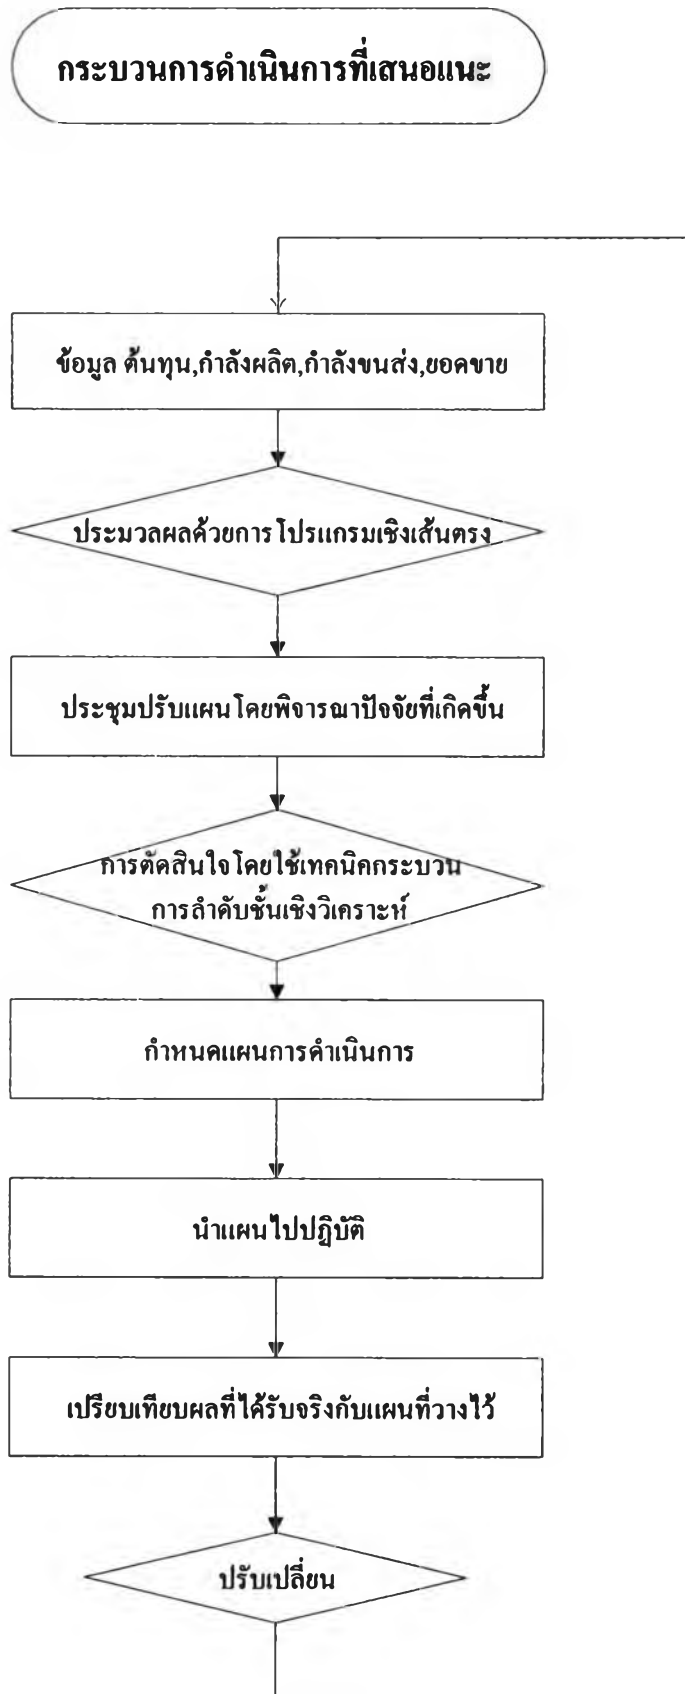 กระบวนการดำเนินการที่เสนอแนะ
ข้อมูล ต้นทุน,กำลังผลิต,กำลังขนส่ง,ยอดขาย
ประมวลผลด้วยการโปรแกรมเชิงเส้นตรง
ประชุมปรับแผนโดยพิจารณาปัจจัยที่เกิดขึ้น
การตัดสินใจโดยใช้เทคนิคกระบวน
การลำดับชั้นเชิงวิเคราะห์
กำหนดแผนการดำเนินการ
นำแผนไปปฏิบัติ
เปรียบเทียบผลที่ได้รับจริงกับแผนที่วางไว้
ปรับเปลี่ยน